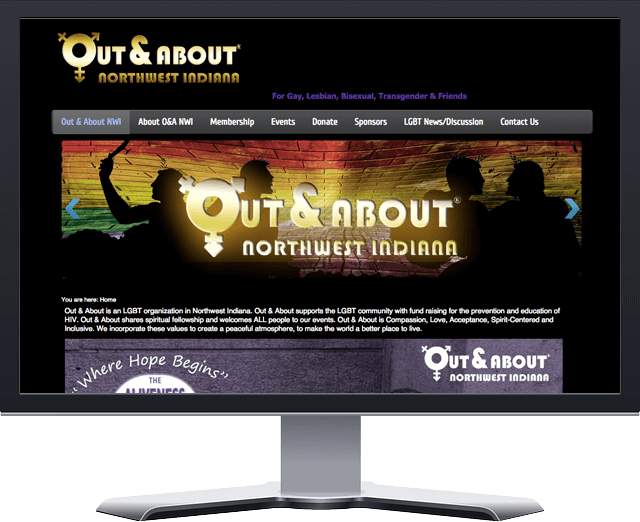 OUT & ABOUT®
NORTHWEST INDIANA
For Gay, Lesbian, Bisexual, Transgender & Friends
Out & About NWI About O&A NWI Membership Events Donate Sponsors LGBT News/Discussion Contact Us
OUT & ABOUT®
NORTHWEST INDIANA
You are here: Home
Out & About is an LGBT organization in Northwest Indiana. Out & About supports the LGBT community with fund raising for the prevention and education of
HIV. Out & About shares spiritual fellowship and welcomes ALL people to our events. Out & About is Compassion, Love, Acceptance, Spirit-Centered and
Inclusive. We incorporate these values to create a peaceful atmosphere, to make the world a better place to live.
"Where Hope Begins"
THE
ALIVENESS
OUT & ABOUT®
NORTHWEST INDIANA